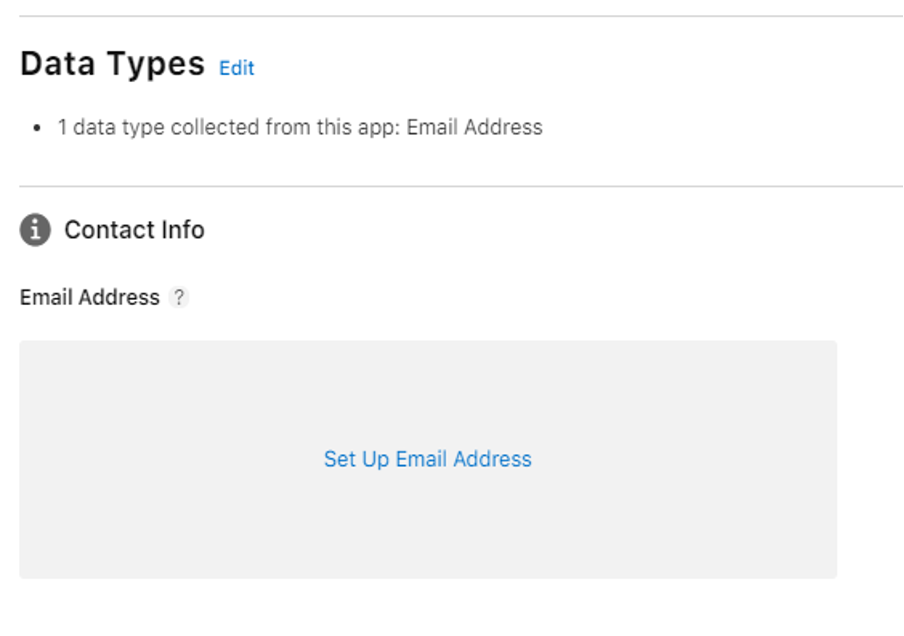 Data Types Edit
• 1 data type collected from this app: Email Address
Contact Info
Email Address ?
Set Up Email Address